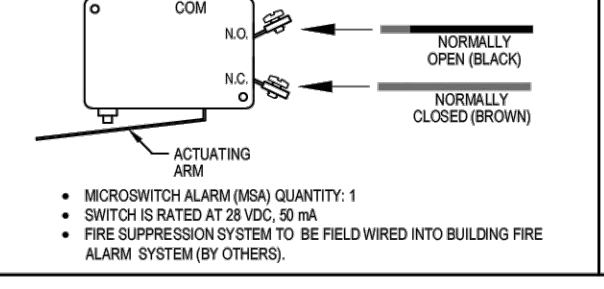 COM
N.O.
NORMALLY
OPEN (BLACK)
N.C.
NORMALLY
CLOSED (BROWN)
ACTUATING
ARM
• MICROSWITCH ALARM (MSA) QUANTITY: 1
• SWITCH IS RATED AT 28 VDC, 50 mA
• FIRE SUPPRESSION SYSTEM TO BE FIELD WIRED INTO BUILDING FIRE
ALARM SYSTEM (BY OTHERS).